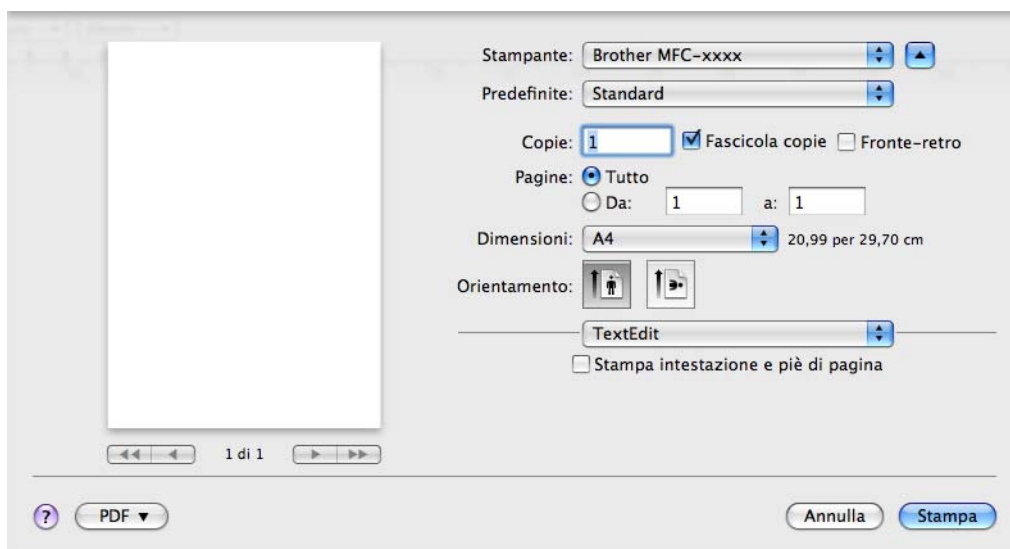 Stampante: Brother MFC-xxxx
Predefinite: Standard
Copie: 1 Fascicola copie Fronte-retro
Pagine: Tutto
Da: 1 a: 1
Dimensioni: A4 20,99 per 29,70 cm
Orientamento:
TextEdit
Stampa intestazione e piè di pagina
1 di 1
? PDF ▼ Annulla Stampa